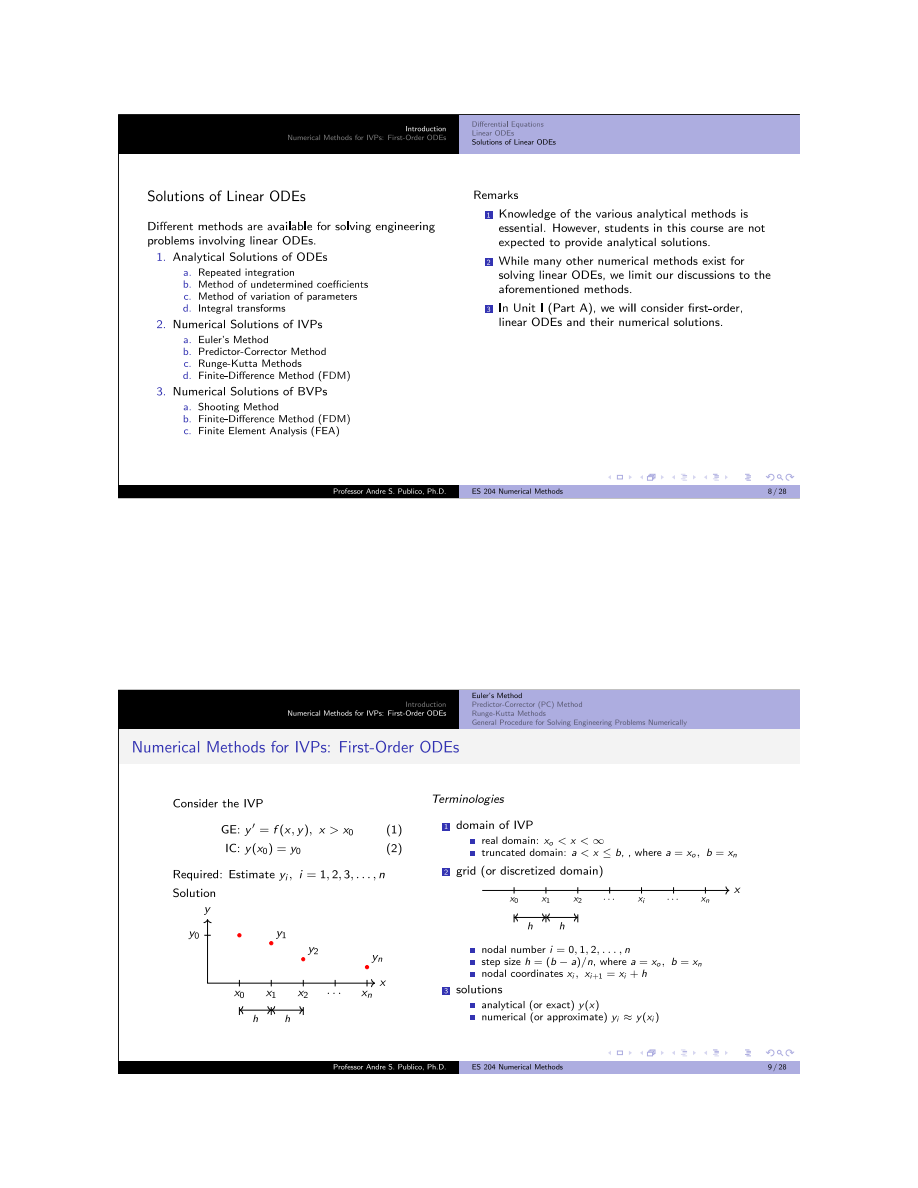 Introduction
Numerical Methods for IVPs: First-Order ODEs
Differential Equations
Linear ODEs
Solutions of Linear ODEs
Solutions of Linear ODEs
Different methods are available for solving engineering
problems involving linear ODEs.
1. Analytical Solutions of ODEs
a. Repeated integration
b. Method of undetermined coefficients
c. Method of variation of parameters
d. Integral transforms
2. Numerical Solutions of IVPs
a. Euler's Method
b. Predictor-Corrector Method
c. Runge-Kutta Methods
d. Finite-Difference Method (FDM)
3. Numerical Solutions of BVPs
a. Shooting Method
b. Finite-Difference Method (FDM)
c. Finite Element Analysis (FEA)
Remarks
1 Knowledge of the various analytical methods is
essential. However, students in this course are not
expected to provide analytical solutions.
2 While many other numerical methods exist for
solving linear ODEs, we limit our discussions to the
aforementioned methods.
3 In Unit I (Part A), we will consider first-order,
linear ODEs and their numerical solutions.
Professor Andre S. Publico, Ph.D.
ES 204 Numerical Methods
8 / 28
Introduction
Numerical Methods for IVPs: First-Order ODEs
Euler's Method
Predictor-Corrector (PC) Method
Runge-Kutta Methods
General Procedure for Solving Engineering Problems Numerically
Numerical Methods for IVPs: First-Order ODEs
Consider the IVP
GE: y′ = f(x, y), x > x₀ (1)
IC: y(x₀) = y₀ (2)
Required: Estimate yᵢ, i = 1, 2, 3, . . . , n
Solution
y
y₀
y₁
y₂
yₙ
x
x₀ x₁ x₂ · · · xₙ
h h
Terminologies
1 domain of IVP
real domain: xₒ < x < ∞
truncated domain: a < x ≤ b, , where a = xₒ, b = xₙ
2 grid (or discretized domain)
x
x₀ x₁ x₂ · · · xᵢ · · · xₙ
h h
nodal number i = 0, 1, 2, . . . , n
step size h = (b − a)/n, where a = xₒ, b = xₙ
nodal coordinates xᵢ, xᵢ₊₁ = xᵢ + h
3 solutions
analytical (or exact) y(x)
numerical (or approximate) yᵢ ≈ y(xᵢ)
Professor Andre S. Publico, Ph.D.
ES 204 Numerical Methods
9 / 28